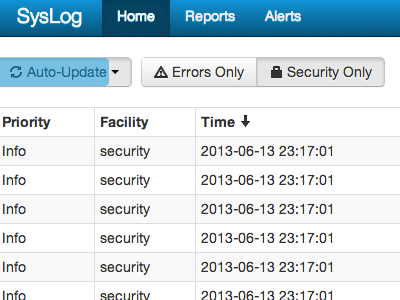 SysLog Home Reports Alerts
Auto-Update Errors Only Security Only
Priority Facility Time
Info security 2013-06-13 23:17:01
Info security 2013-06-13 23:17:01
Info security 2013-06-13 23:17:01
Info security 2013-06-13 23:17:01
Info security 2013-06-13 23:17:01
Info security 2013-06-13 23:17:01